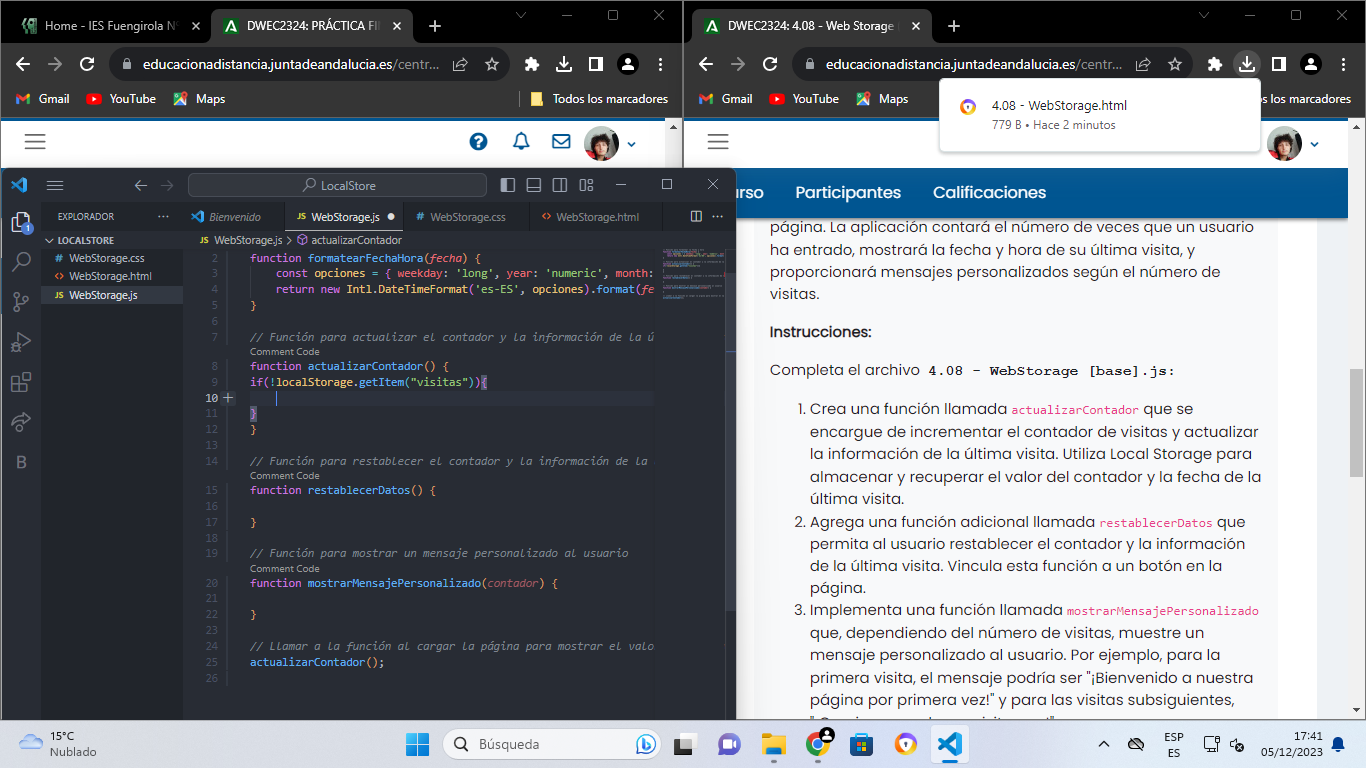 Home - IES Fuengirola N
DWEC2324: PRÁCTICA FI
educacionadistancia.juntadeandalucia.es/centr...
Gmail
YouTube
Maps
Todos los marcadores
DWEC2324: 4.08 - Web Storage
educacionadistancia.juntadeandalucia.es/centr...
Gmail
YouTube
Maps
os los marcadores
4.08 - WebStorage.html
779 B • Hace 2 minutos
urso
Participantes
Calificaciones
página. La aplicación contará el número de veces que un usuario
ha entrado, mostrará la fecha y hora de su última visita, y
proporcionará mensajes personalizados según el número de
visitas.
Instrucciones:
Completa el archivo 4.08 - WebStorage [base].js:
1. Crea una función llamada actualizarContador que se
encargue de incrementar el contador de visitas y actualizar
la información de la última visita. Utiliza Local Storage para
almacenar y recuperar el valor del contador y la fecha de la
última visita.
2. Agrega una función adicional llamada restablecerDatos que
permita al usuario restablecer el contador y la información
de la última visita. Vincula esta función a un botón en la
página.
3. Implementa una función llamada mostrarMensajePersonalizado
que, dependiendo del número de visitas, muestre un
mensaje personalizado al usuario. Por ejemplo, para la
primera visita, el mensaje podría ser "¡Bienvenido a nuestra
página por primera vez!" y para las visitas subsiguientes,
LocalStore
EXPLORADOR
LOCALSTORE
# WebStorage.css
<> WebStorage.html
JS WebStorage.js
1
B
Bienvenido
JS WebStorage.js
# WebStorage.css
<> WebStorage.html
JS WebStorage.js > actualizarContador
2 function formatearFechaHora(fecha) {
3 const opciones = { weekday: 'long', year: 'numeric', month:
4 return new Intl.DateTimeFormat('es-ES', opciones).format(fe
5 }
6
7 // Función para actualizar el contador y la información de la ú
Comment Code
8 function actualizarContador() {
9 if(!localStorage.getItem("visitas")){
10
11 }
12 }
13
14 // Función para restablecer el contador y la información de la
Comment Code
15 function restablecerDatos() {
16
17 }
18
19 // Función para mostrar un mensaje personalizado al usuario
Comment Code
20 function mostrarMensajePersonalizado(contador) {
21
22 }
23
24 // Llamar a la función al cargar la página para mostrar el valo
25 actualizarContador();
26
15°C
Nublado
Búsqueda
ESP
ES
17:41
05/12/2023